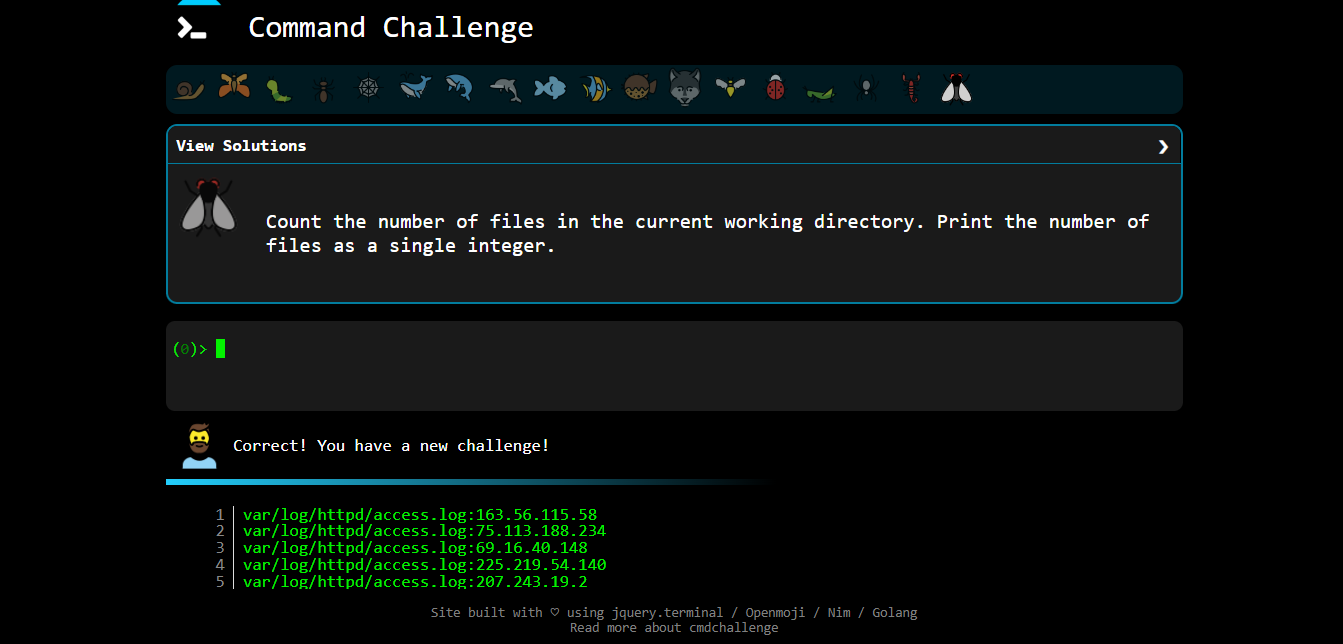 Command Challenge
View Solutions
Count the number of files in the current working directory. Print the number of
files as a single integer.
(0)>
Correct! You have a new challenge!
1 var/log/httpd/access.log:163.56.115.58
2 var/log/httpd/access.log:75.113.188.234
3 var/log/httpd/access.log:69.16.40.148
4 var/log/httpd/access.log:225.219.54.140
5 var/log/httpd/access.log:207.243.19.2
Site built with ♡ using jquery.terminal / Openmoji / Nim / Golang
Read more about cmdchallenge